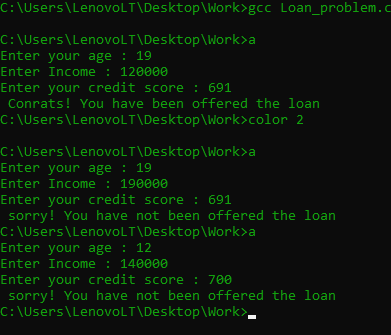 C:\Users\LenovoLT\Desktop\Work>gcc Loan_problem.c
C:\Users\LenovoLT\Desktop\Work>a
Enter your age : 19
Enter Income : 120000
Enter your credit score : 691
 Conrats! You have been offered the loan
C:\Users\LenovoLT\Desktop\Work>color 2
C:\Users\LenovoLT\Desktop\Work>a
Enter your age : 19
Enter Income : 190000
Enter your credit score : 691
 sorry! You have not been offered the loan
C:\Users\LenovoLT\Desktop\Work>a
Enter your age : 12
Enter Income : 140000
Enter your credit score : 700
 sorry! You have not been offered the loan
C:\Users\LenovoLT\Desktop\Work>